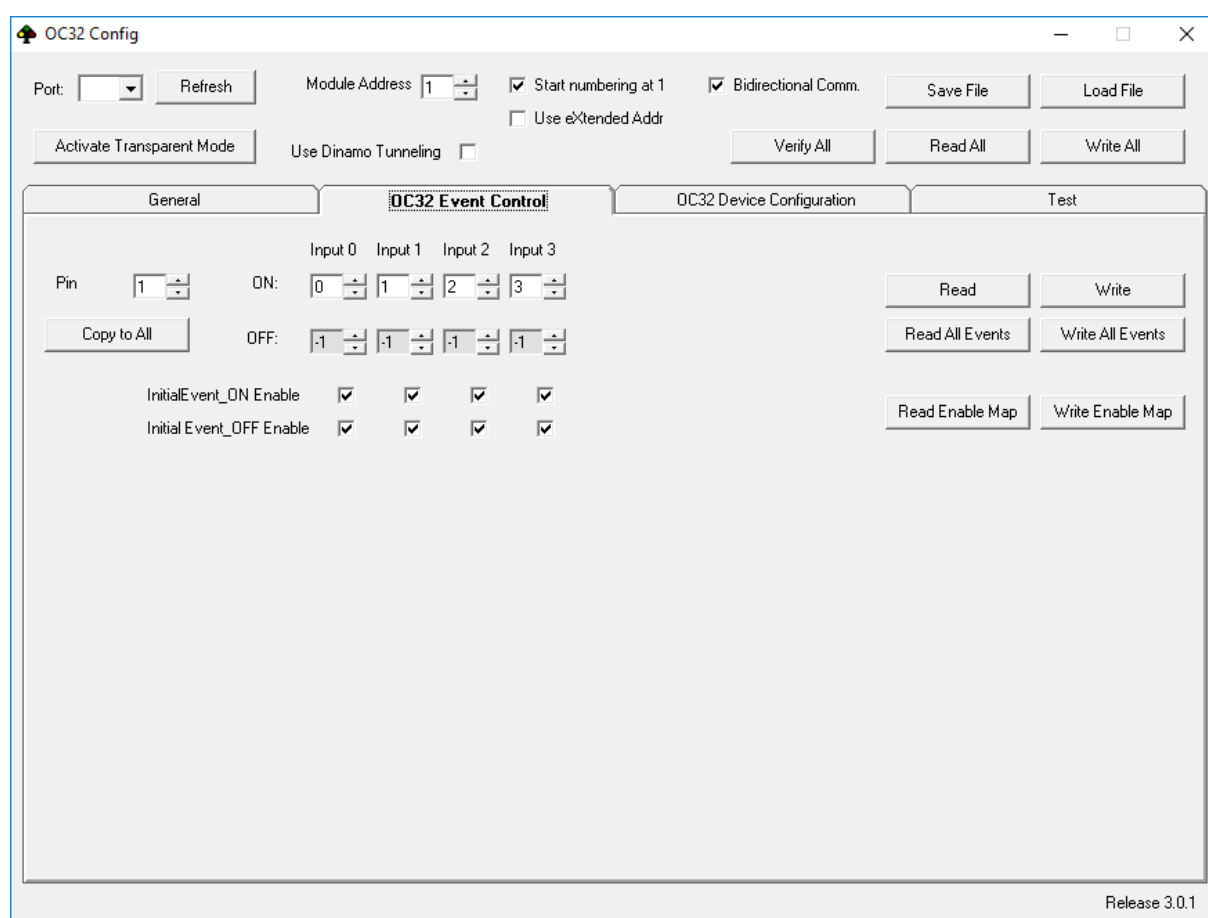 OC32 Config
Port: Refresh Module Address 1 Start numbering at 1 Bidirectional Comm. Save File Load File
Use eXtended Addr
Activate Transparent Mode Use Dinamo Tunneling Verify All Read All Write All
General OC32 Event Control OC32 Device Configuration Test
Input 0 Input 1 Input 2 Input 3
Pin 1 ON: 0 1 2 3 Read Write
Copy to All OFF: -1 -1 -1 -1 Read All Events Write All Events
InitialEvent_ON Enable
Read Enable Map Write Enable Map
Initial Event_OFF Enable
Release 3.0.1